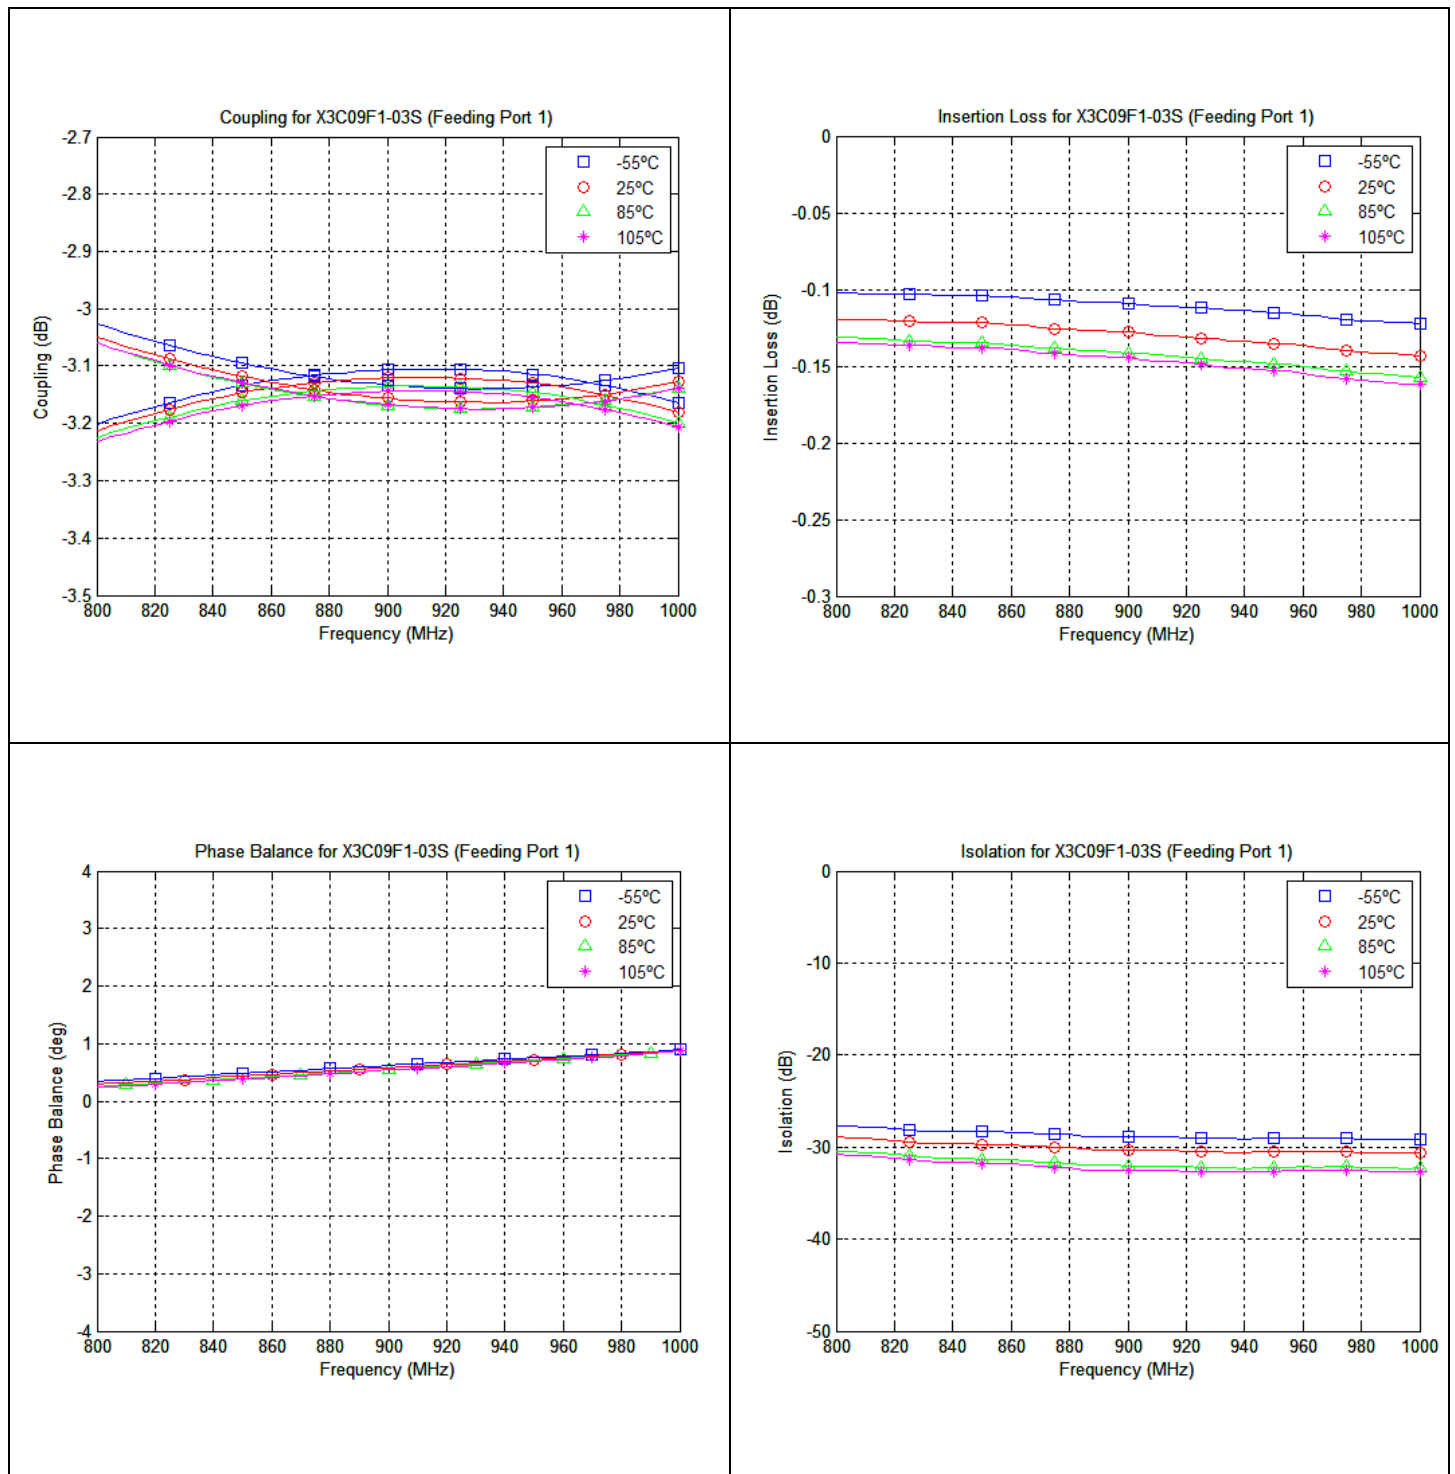 Coupling for X3C09F1-03S (Feeding Port 1)
-2.7
-2.8
-2.9
-3
-3.1
-3.2
-3.3
-3.4
-3.5
Coupling (dB)
-55ºC
25ºC
85ºC
105ºC
800 820 840 860 880 900 920 940 960 980 1000
Frequency (MHz)
Insertion Loss for X3C09F1-03S (Feeding Port 1)
0
-0.05
-0.1
-0.15
-0.2
-0.25
-0.3
Insertion Loss (dB)
-55ºC
25ºC
85ºC
105ºC
800 820 840 860 880 900 920 940 960 980 1000
Frequency (MHz)
Phase Balance for X3C09F1-03S (Feeding Port 1)
4
3
2
1
0
-1
-2
-3
-4
Phase Balance (deg)
-55ºC
25ºC
85ºC
105ºC
800 820 840 860 880 900 920 940 960 980 1000
Frequency (MHz)
Isolation for X3C09F1-03S (Feeding Port 1)
0
-10
-20
-30
-40
-50
Isolation (dB)
-55ºC
25ºC
85ºC
105ºC
800 820 840 860 880 900 920 940 960 980 1000
Frequency (MHz)